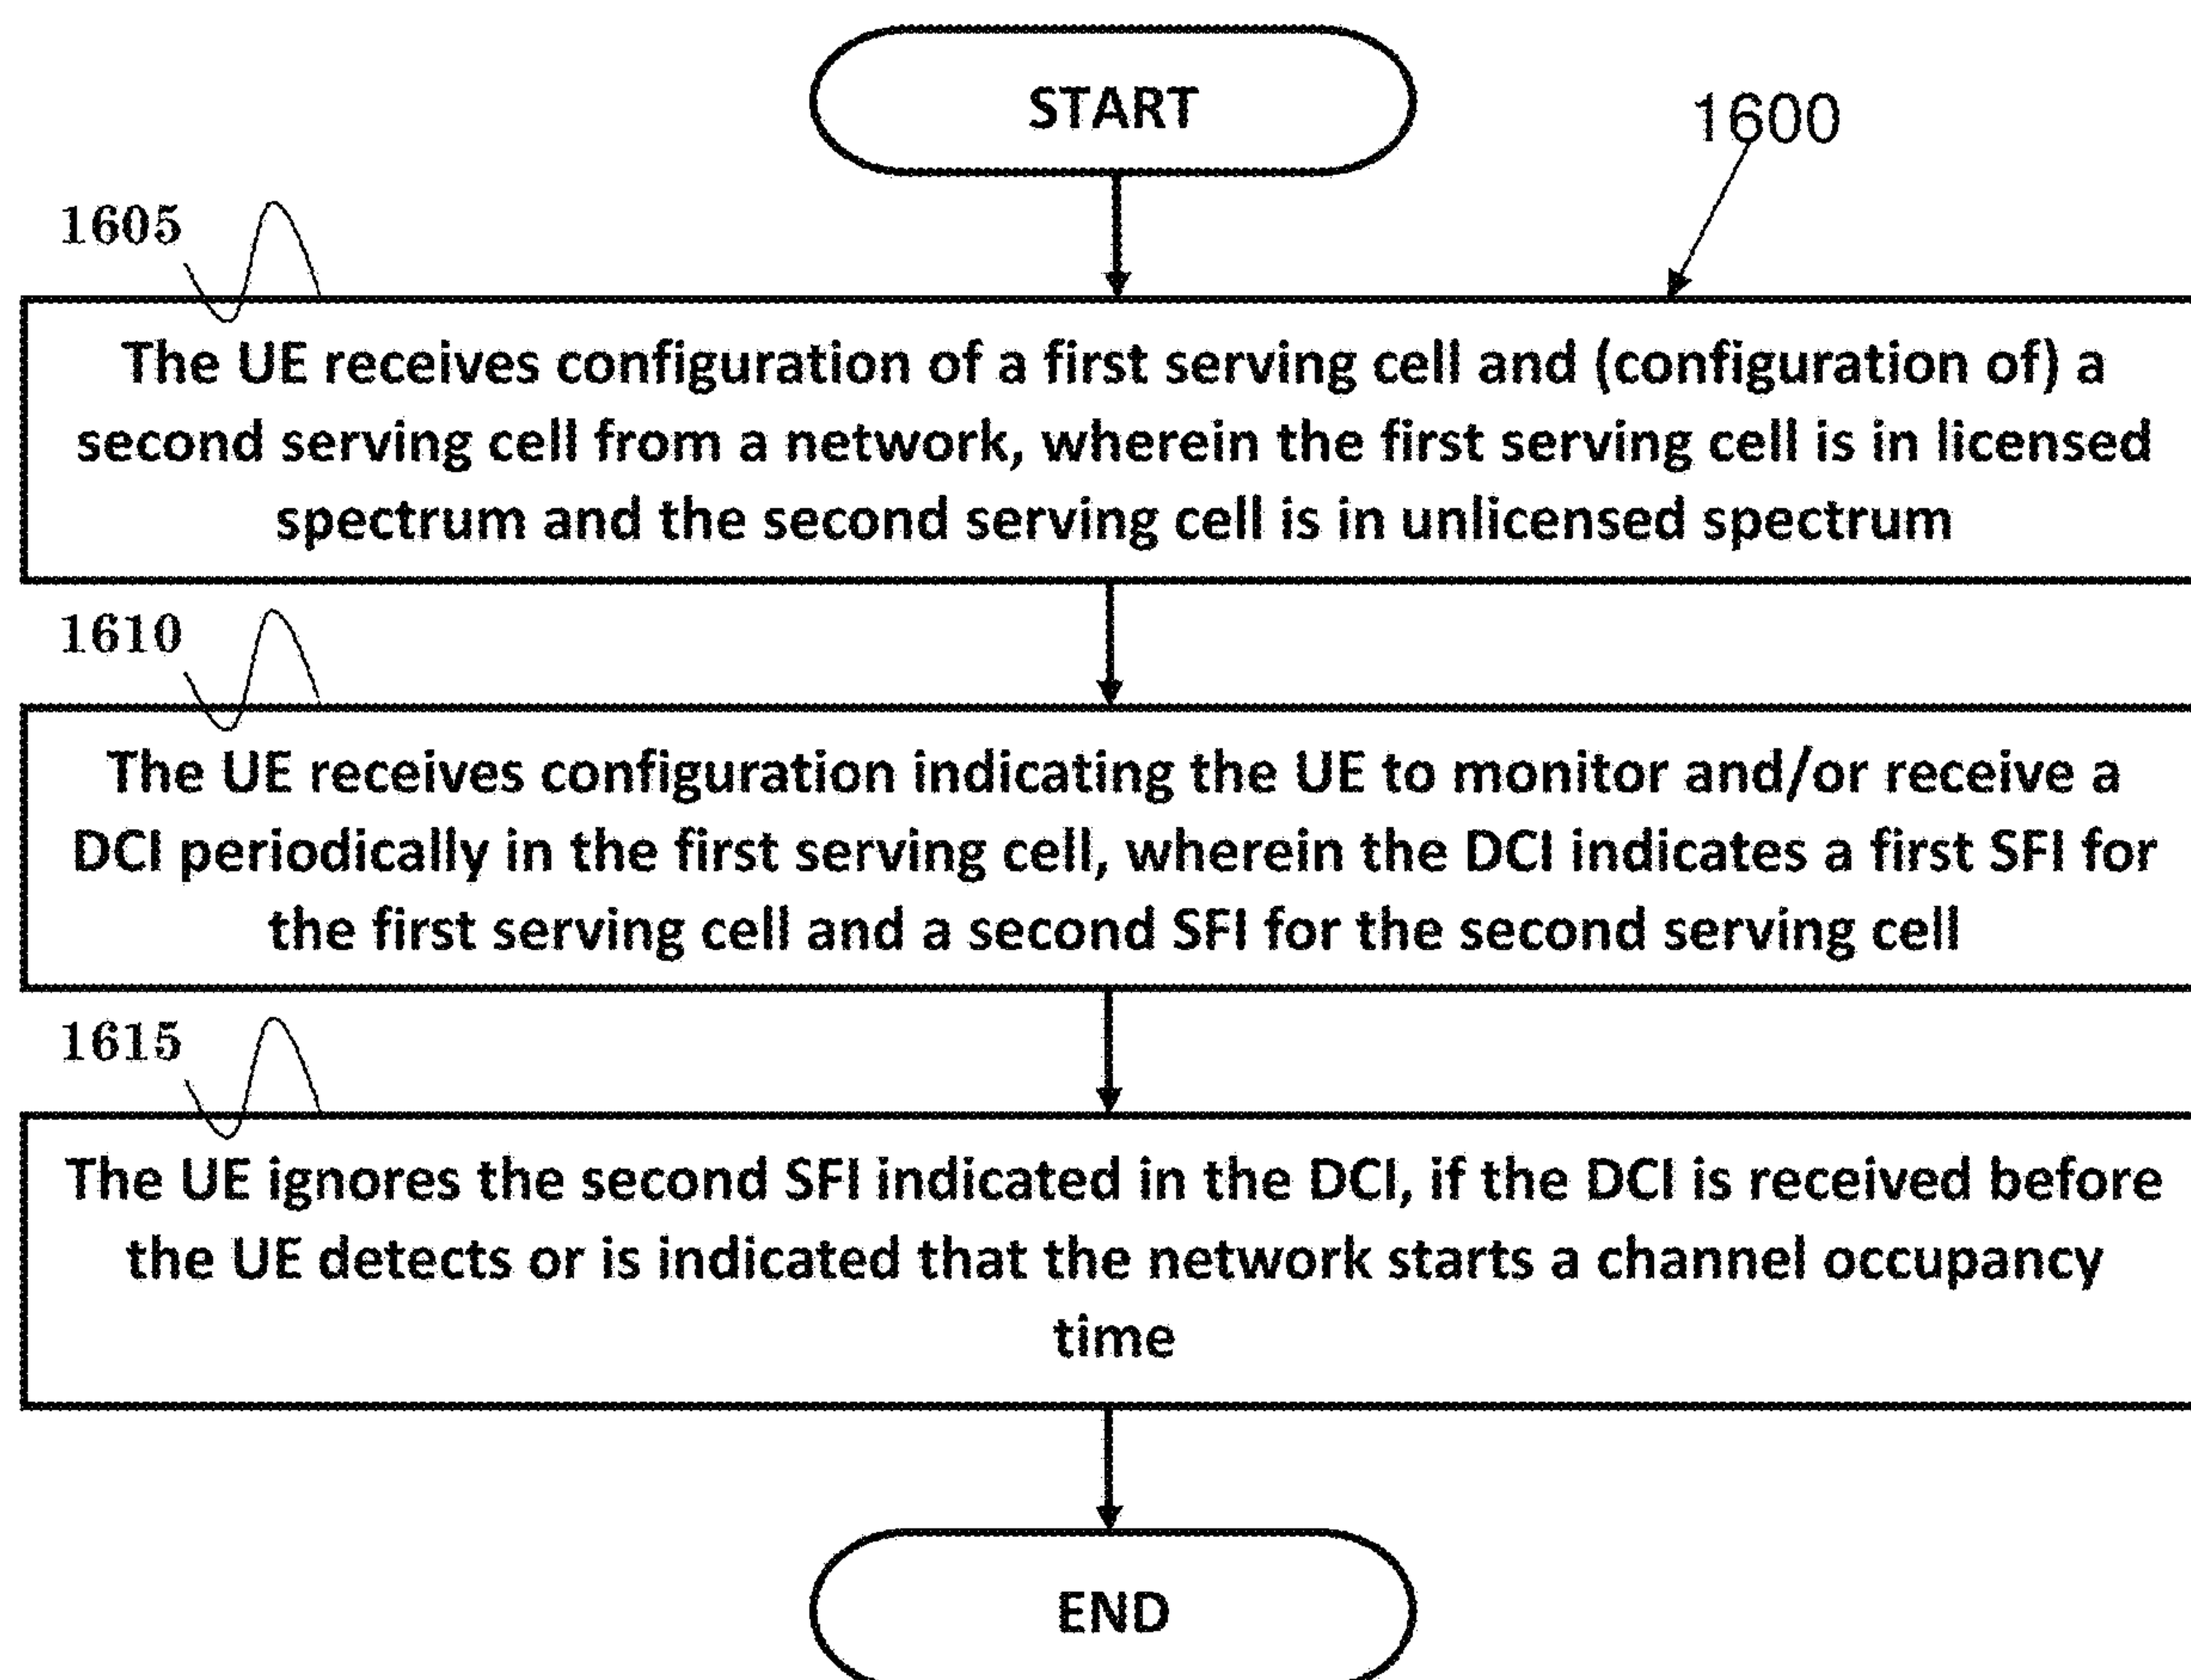 START
1600
1605
The UE receives configuration of a first serving cell and (configuration of) a
second serving cell from a network, wherein the first serving cell is in licensed
spectrum and the second serving cell is in unlicensed spectrum
1610
The UE receives configuration indicating the UE to monitor and/or receive a
DCI periodically in the first serving cell, wherein the DCI indicates a first SFI for
the first serving cell and a second SFI for the second serving cell
1615
The UE ignores the second SFI indicated in the DCI, if the DCI is received before
the UE detects or is indicated that the network starts a channel occupancy
time
END